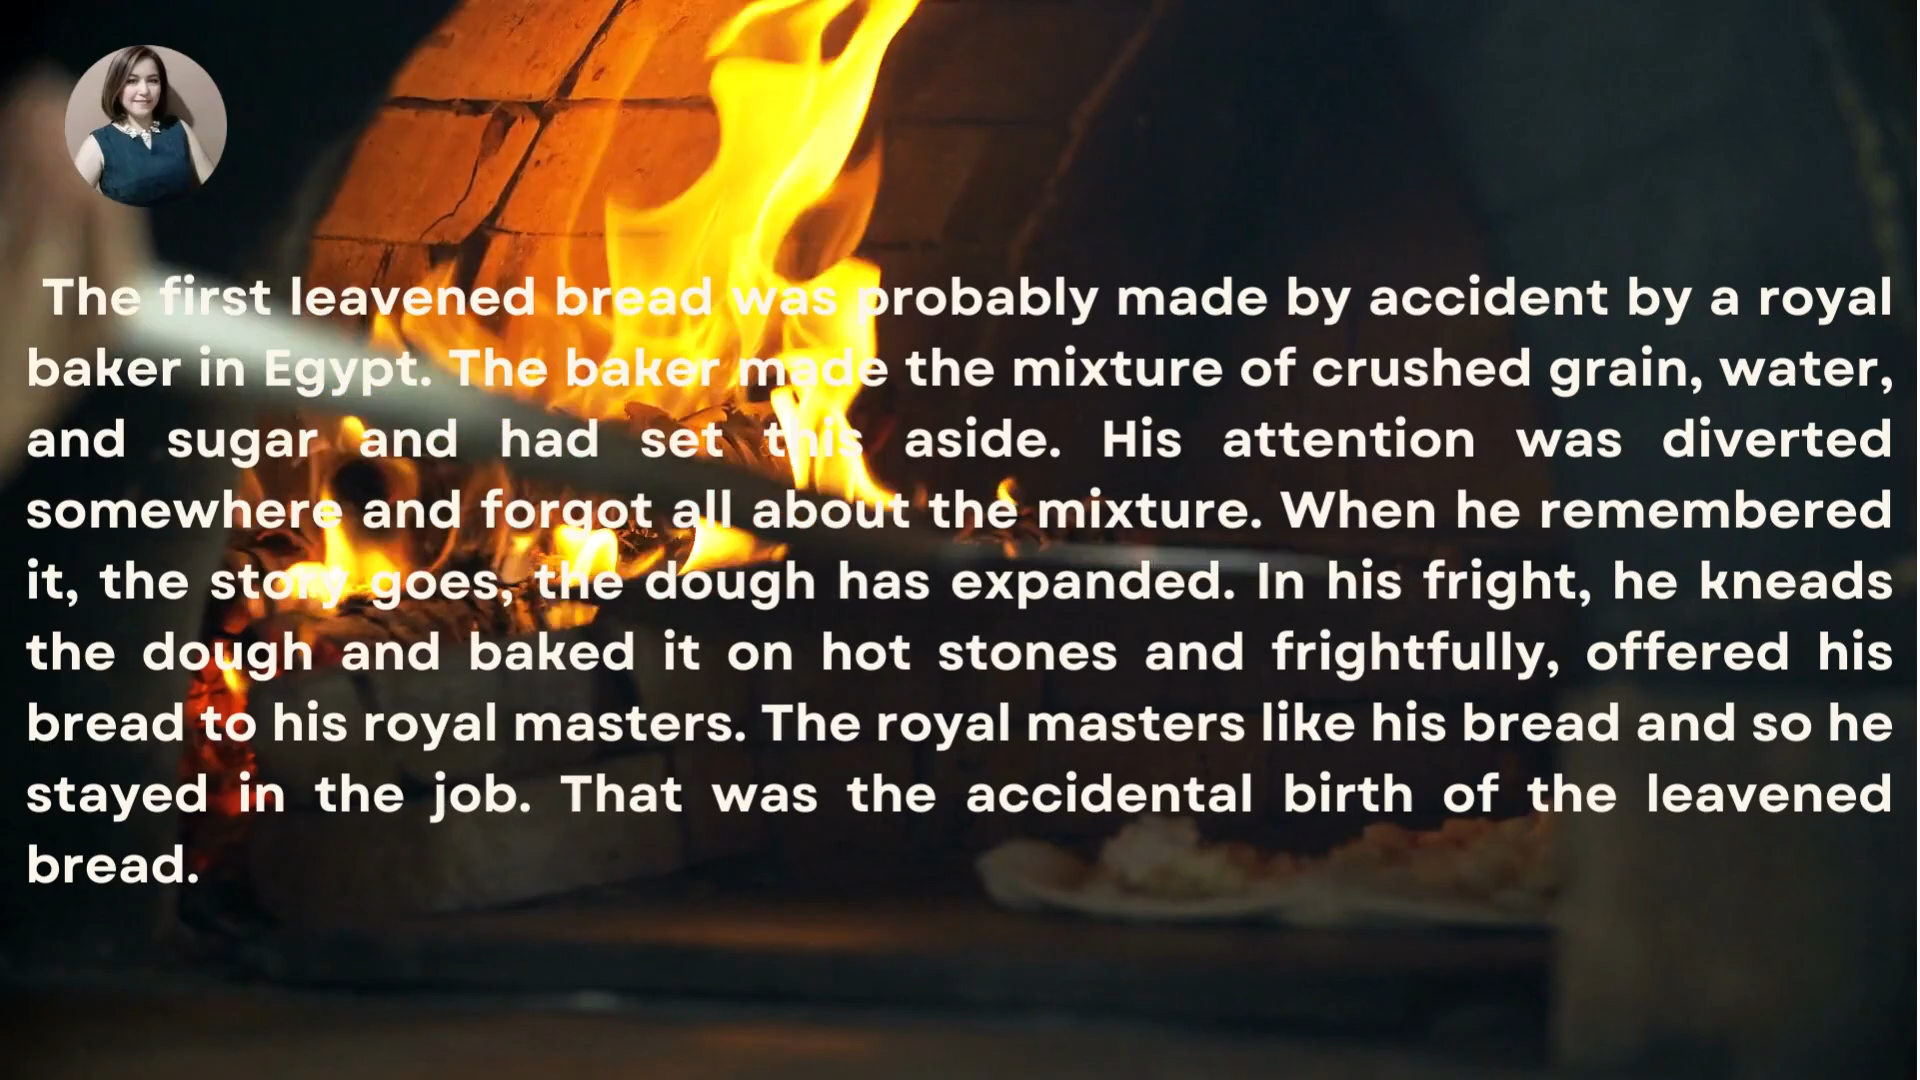 The first leavened bread was probably made by accident by a royal
baker in Egypt. The baker made the mixture of crushed grain, water,
and sugar and had set this aside. His attention was diverted
somewhere and forgot all about the mixture. When he remembered
it, the story goes, the dough has expanded. In his fright, he kneads
the dough and baked it on hot stones and frightfully, offered his
bread to his royal masters. The royal masters like his bread and so he
stayed in the job. That was the accidental birth of the leavened
bread.